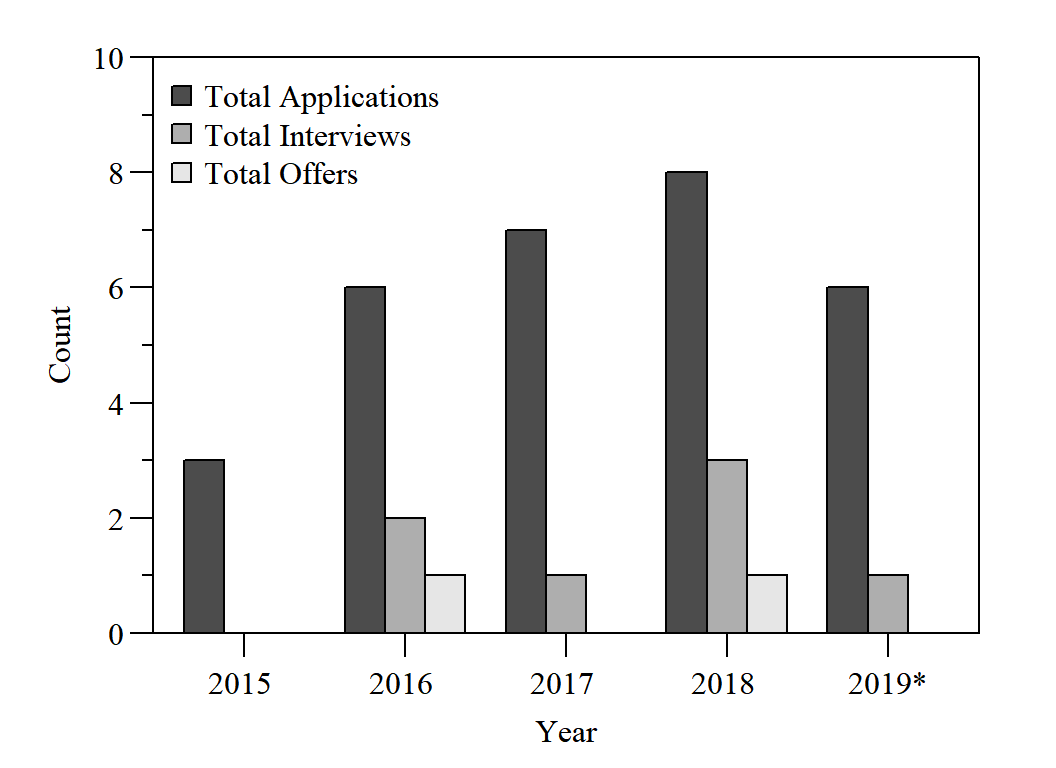 10
Total Applications
Total Interviews
8
Total Offers
6
Count
4
2
0
2015
2016
2017
2018
2019*
Year